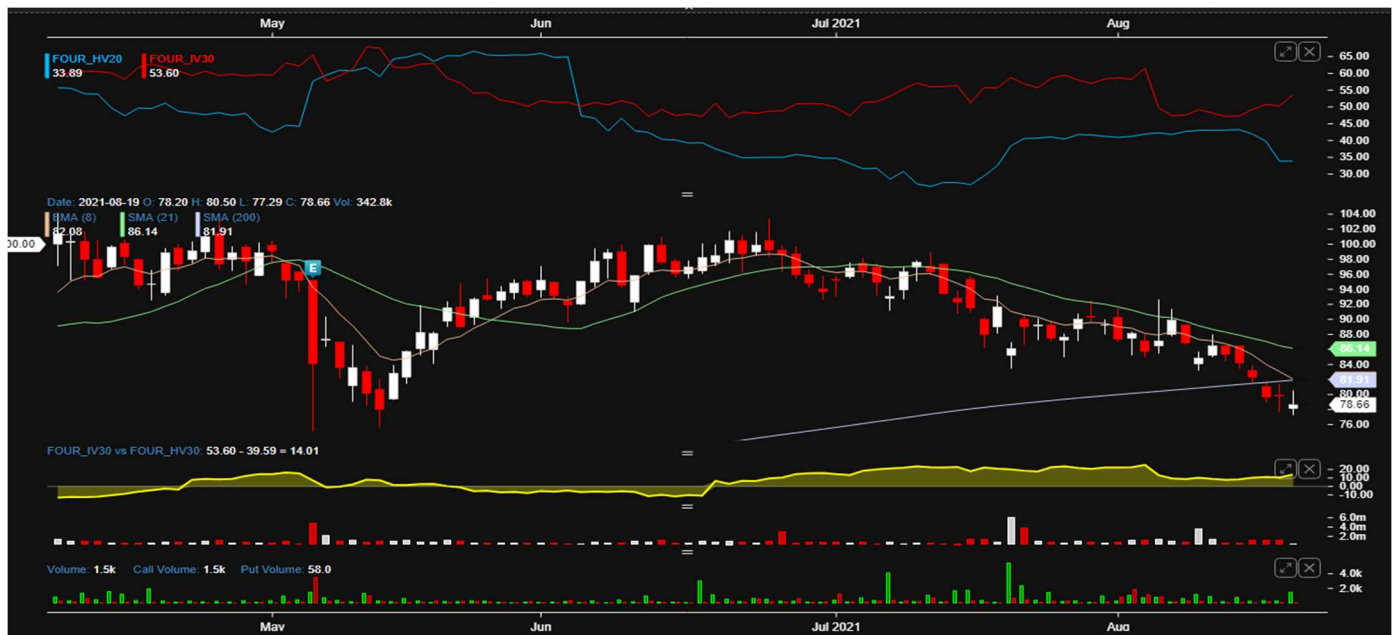 May Jun Jul 2021 Aug
FOUR_HV20 FOUR_IV30
33.89 53.60
65.00
60.00
55.00
50.00
45.00
40.00
35.00
30.00
Date: 2021-08-19 O: 78.20 H: 80.50 L: 77.29 C: 78.66 Vol: 342.8k
EMA (8) SMA (21) SMA (200)
82.08 86.14 81.91
104.00
102.00
100.00
98.00
96.00
94.00
92.00
90.00
88.00
86.14
84.00
81.91
80.00
78.66
76.00
00.00
E
FOUR_IV30 vs FOUR_HV30: 53.60 - 39.59 = 14.01
20.00
10.00
0.00
-10.00
6.0m
4.0m
2.0m
Volume: 1.5k Call Volume: 1.5k Put Volume: 58.0
4.0k
2.0k
May Jun Jul 2021 Aug